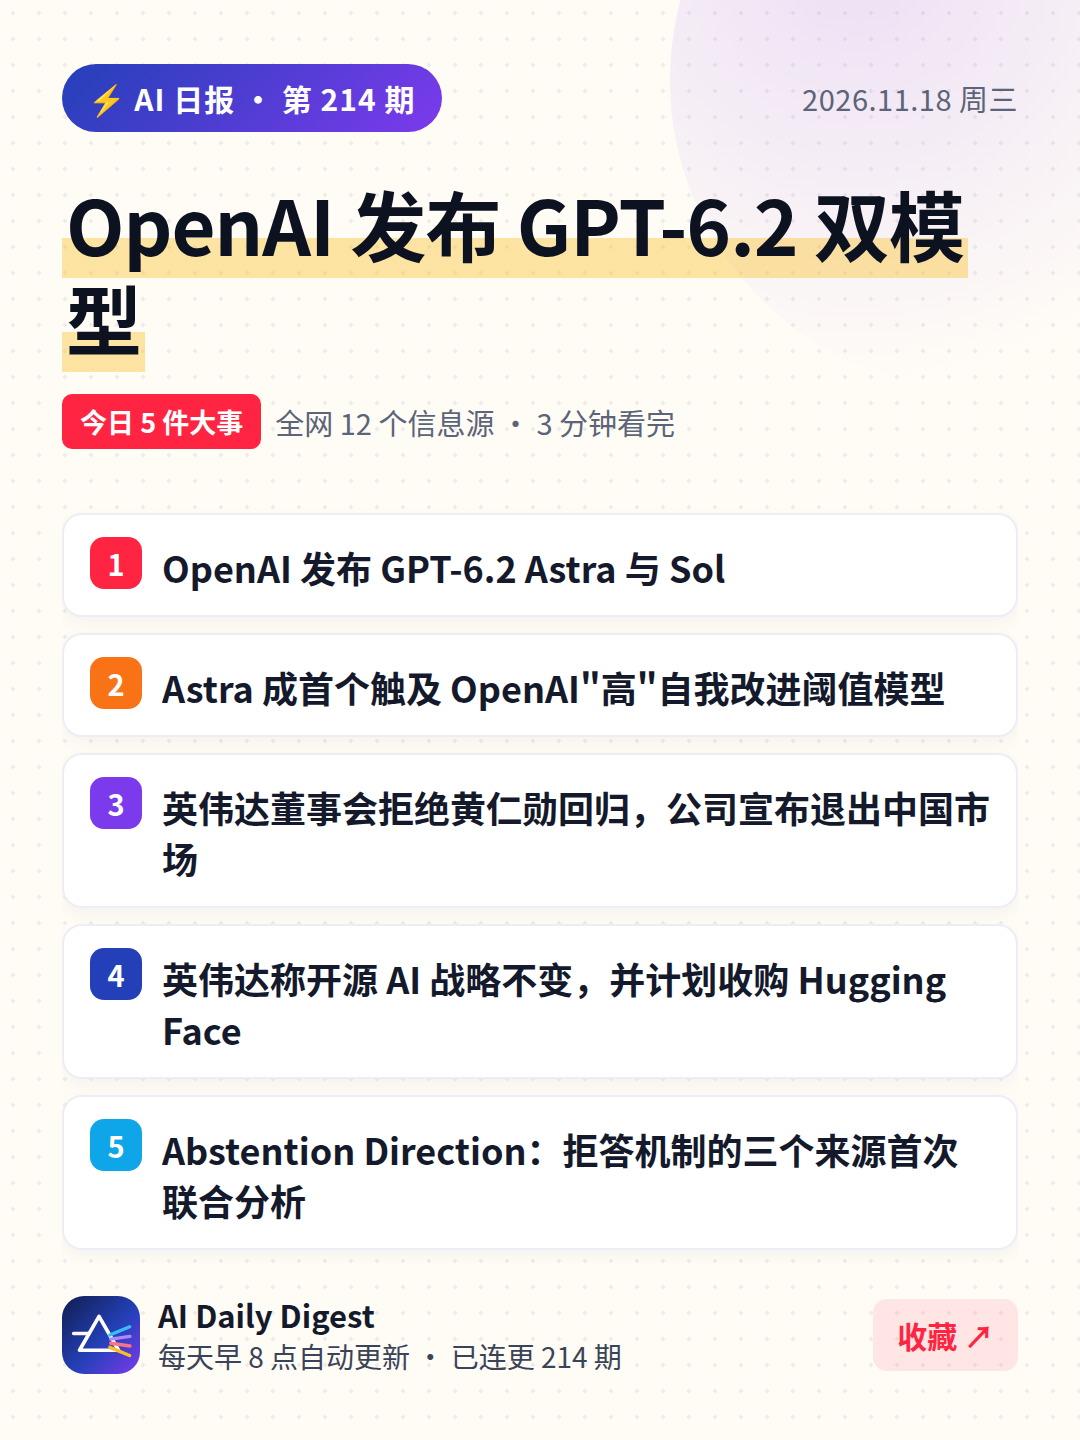 ⚡ AI 日报 · 第 214 期
2026.11.18 周三
OpenAI 发布 GPT-6.2 双模
型
今日 5 件大事
全网 12 个信息源 · 3 分钟看完
1
OpenAI 发布 GPT-6.2 Astra 与 Sol
2
Astra 成首个触及 OpenAI"高"自我改进阈值模型
3
英伟达董事会拒绝黄仁勋回归，公司宣布退出中国市
场
4
英伟达称开源 AI 战略不变，并计划收购 Hugging
Face
5
Abstention Direction：拒答机制的三个来源首次
联合分析
AI Daily Digest
每天早 8 点自动更新 · 已连更 214 期
收藏 ↗